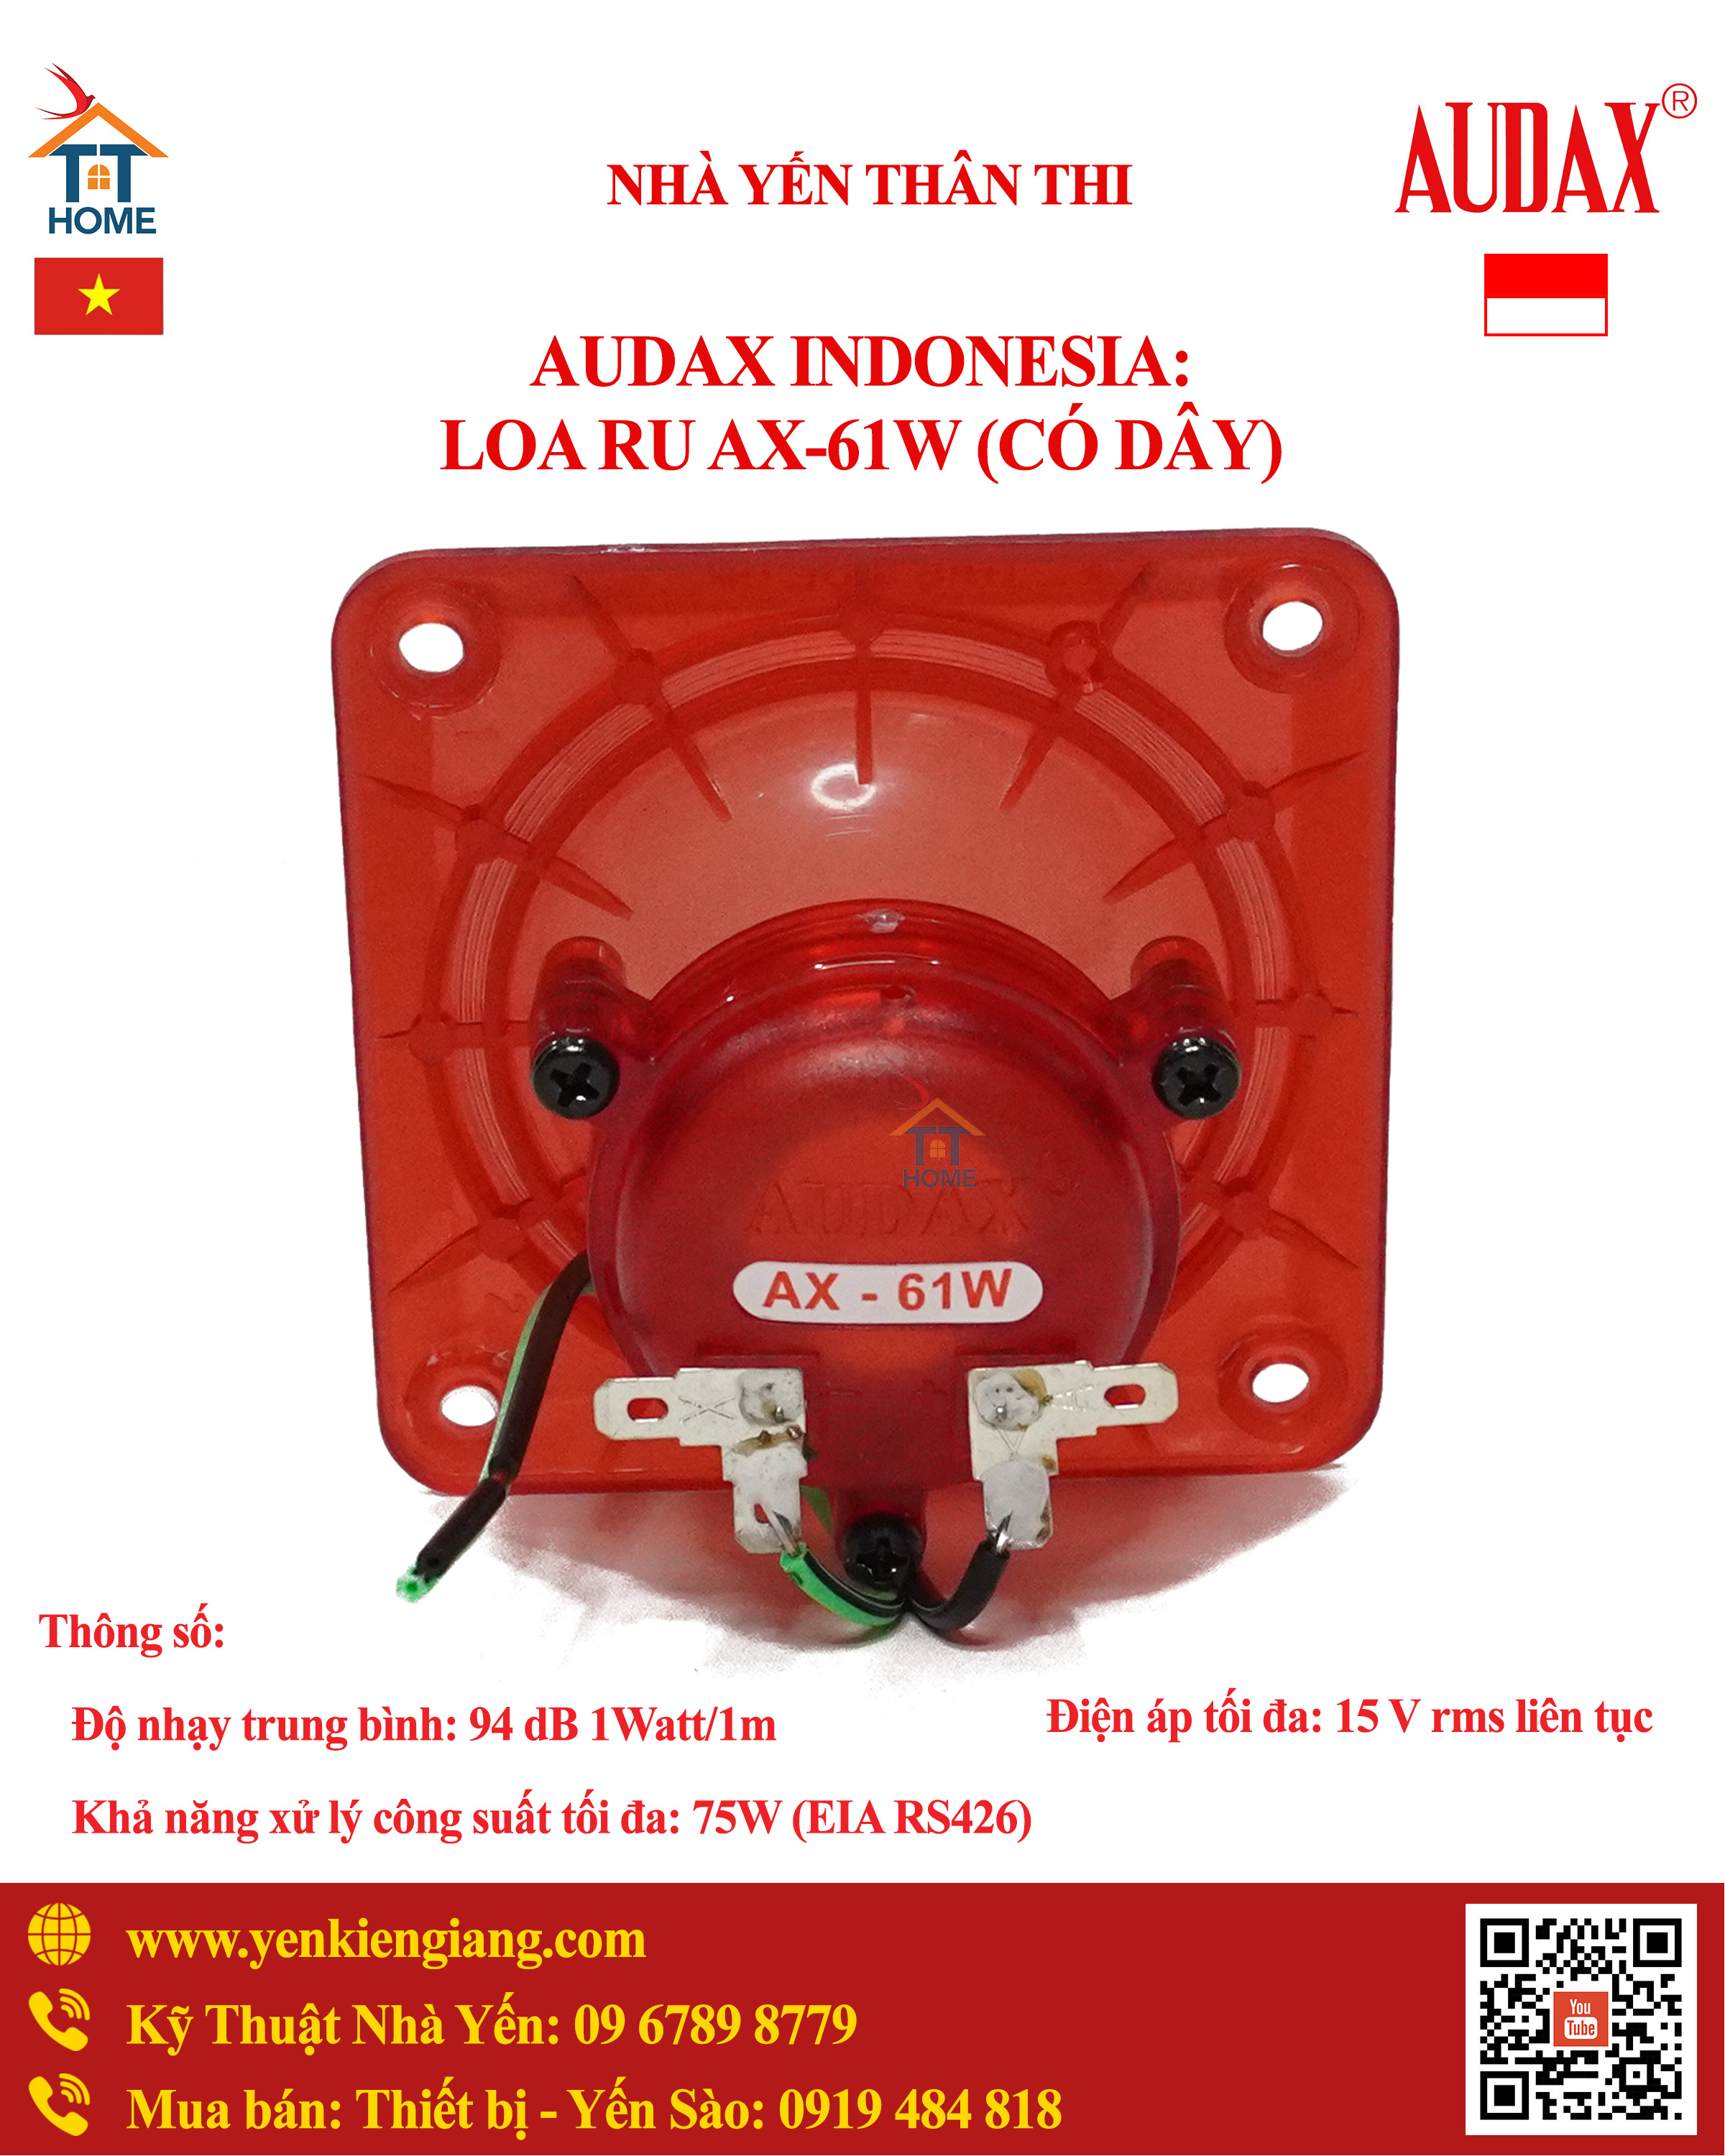 TT
HOME
NHÀ YẾN THÂN THI
AUDAX®
AUDAX INDONESIA:
LOA RU AX-61W (CÓ DÂY)
TT
HOME
AUDAX
AX - 61W
Thông số:
Độ nhạy trung bình: 94 dB 1Watt/1m
Điện áp tối đa: 15 V rms liên tục
Khả năng xử lý công suất tối đa: 75W (EIA RS426)
www.yenkiengiang.com
Kỹ Thuật Nhà Yến: 09 6789 8779
Mua bán: Thiết bị - Yến Sào: 0919 484 818
You
Tube